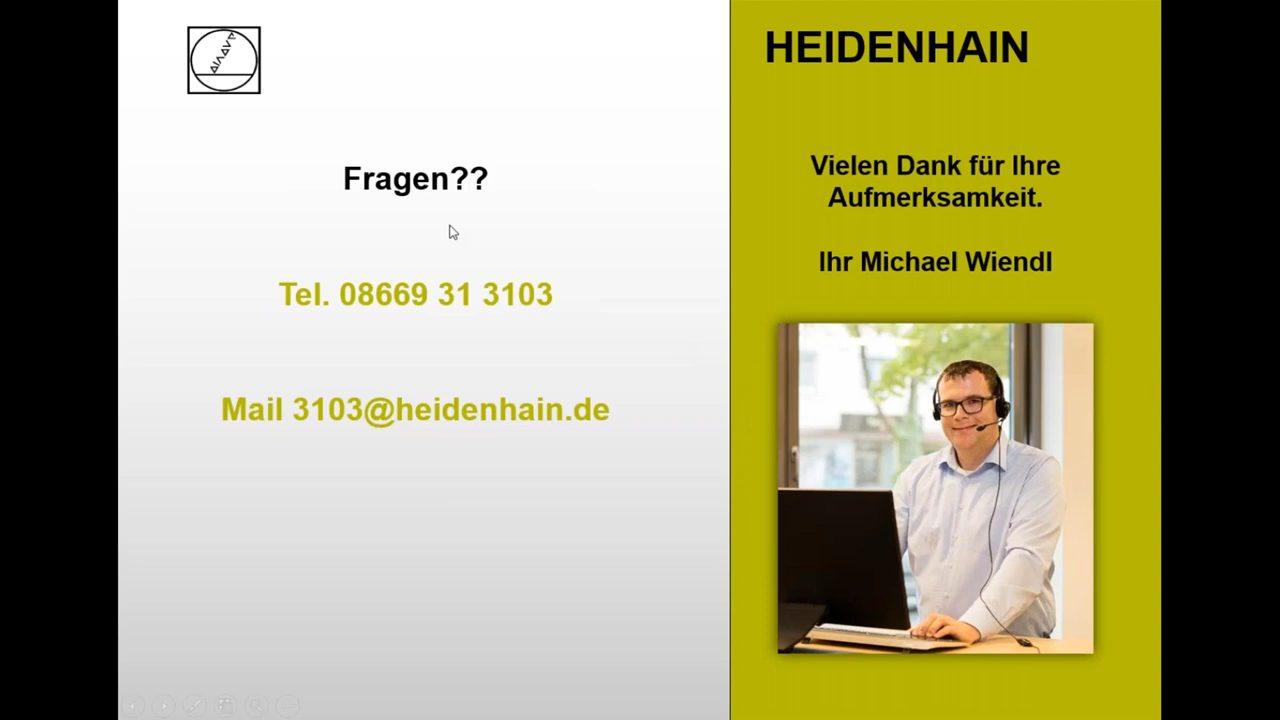 Fragen??
Tel. 08669 31 3103
Mail 3103@heidenhain.de
HEIDENHAIN
Vielen Dank für Ihre
Aufmerksamkeit.
Ihr Michael Wiendl